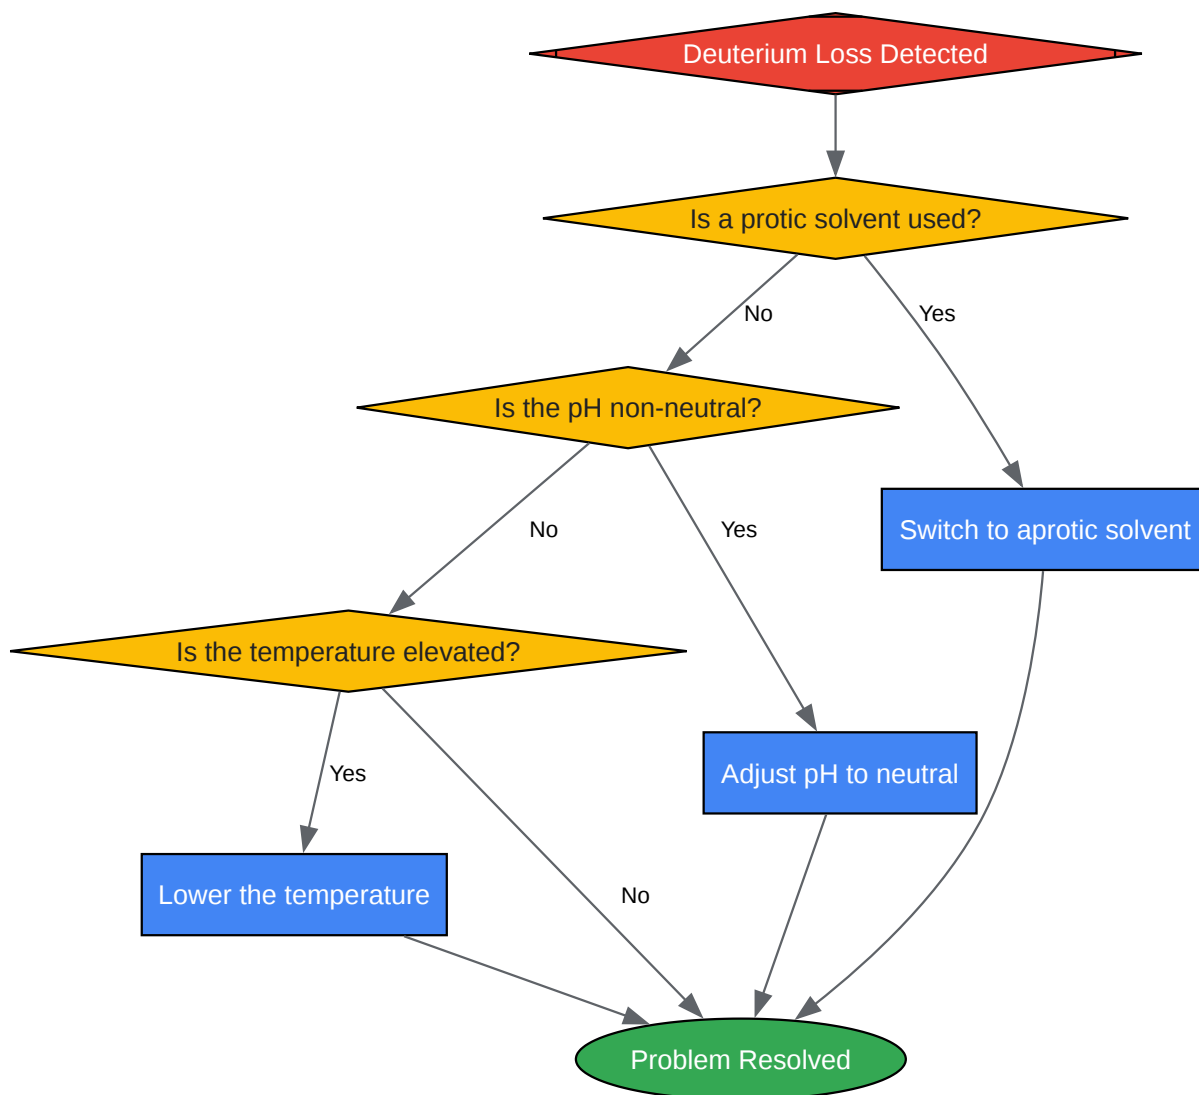 Deuterium Loss Detected
Is a protic solvent used?
No
Yes
Is the pH non-neutral?
Switch to aprotic solvent
No
Yes
Is the temperature elevated?
Adjust pH to neutral
Yes
Lower the temperature
No
Problem Resolved